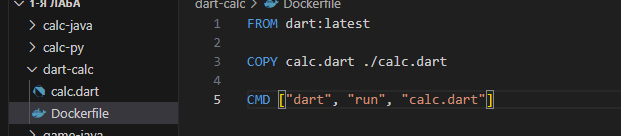 1-Я ЛАБА
calc-java
calc-py
dart-calc
calc.dart
Dockerfile
dart-calc > Dockerfile
1 FROM dart:latest
2
3 COPY calc.dart ./calc.dart
4
5 CMD ["dart", "run", "calc.dart"]